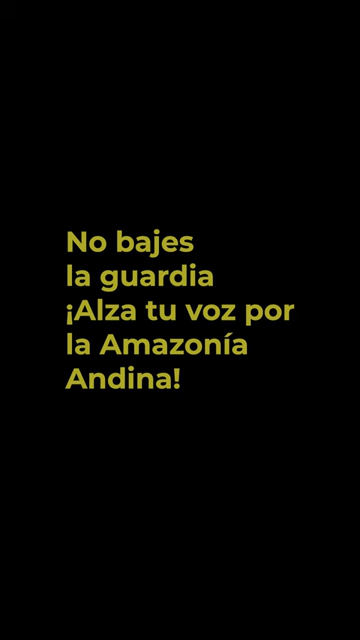 No bajes
la guardia
¡Alza tu voz por
la Amazonía
Andina!